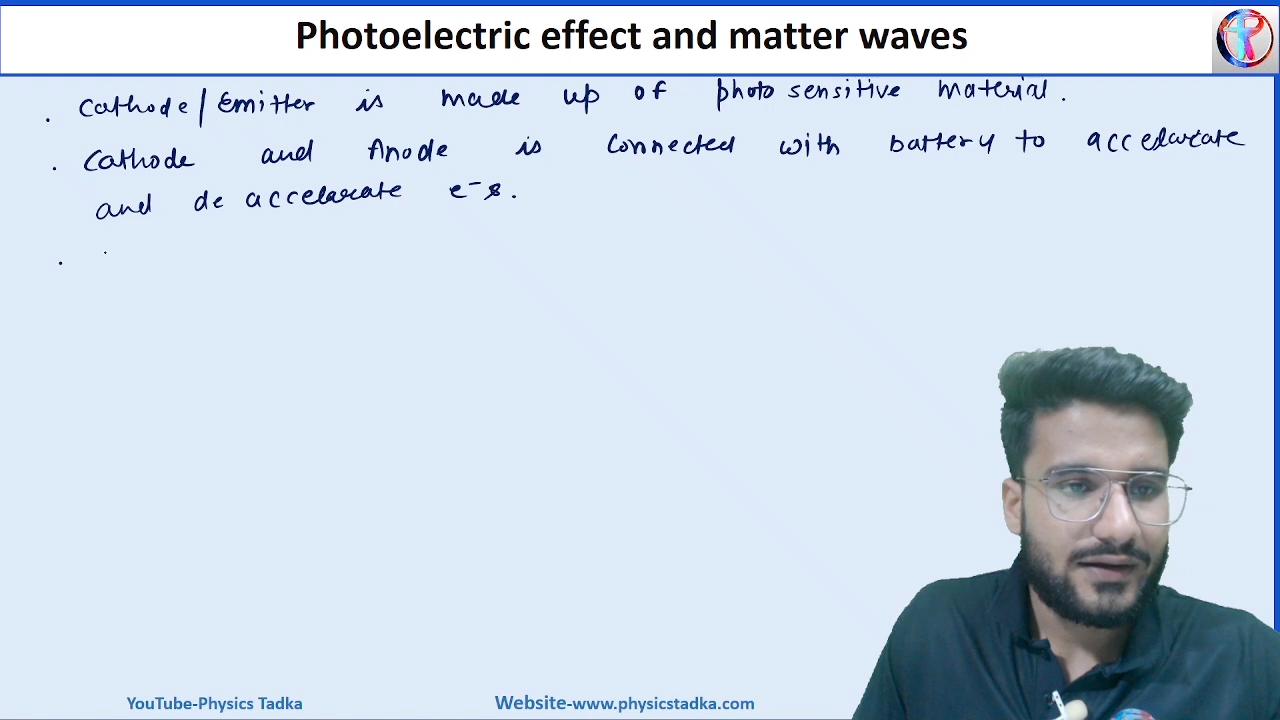 Photoelectric effect and matter waves
. Cathode/Emitter is made up of photo sensitive material.
. Cathode and Anode is connected with battery to accelarate
and de accelarate e⁻s.
.
YouTube-Physics Tadka
Website-www.physicstadka.com